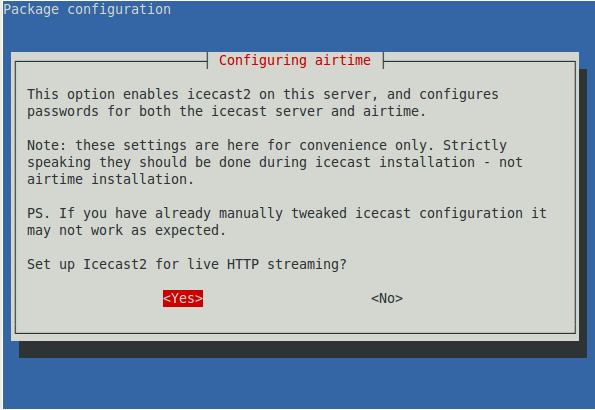 Package configuration
Configuring airtime
This option enables icecast2 on this server, and configures
passwords for both the icecast server and airtime.
Note: these settings are here for convenience only. Strictly
speaking they should be done during icecast installation - not
airtime installation.
PS. If you have already manually tweaked icecast configuration it
may not work as expected.
Set up Icecast2 for live HTTP streaming?
<Yes> <No>